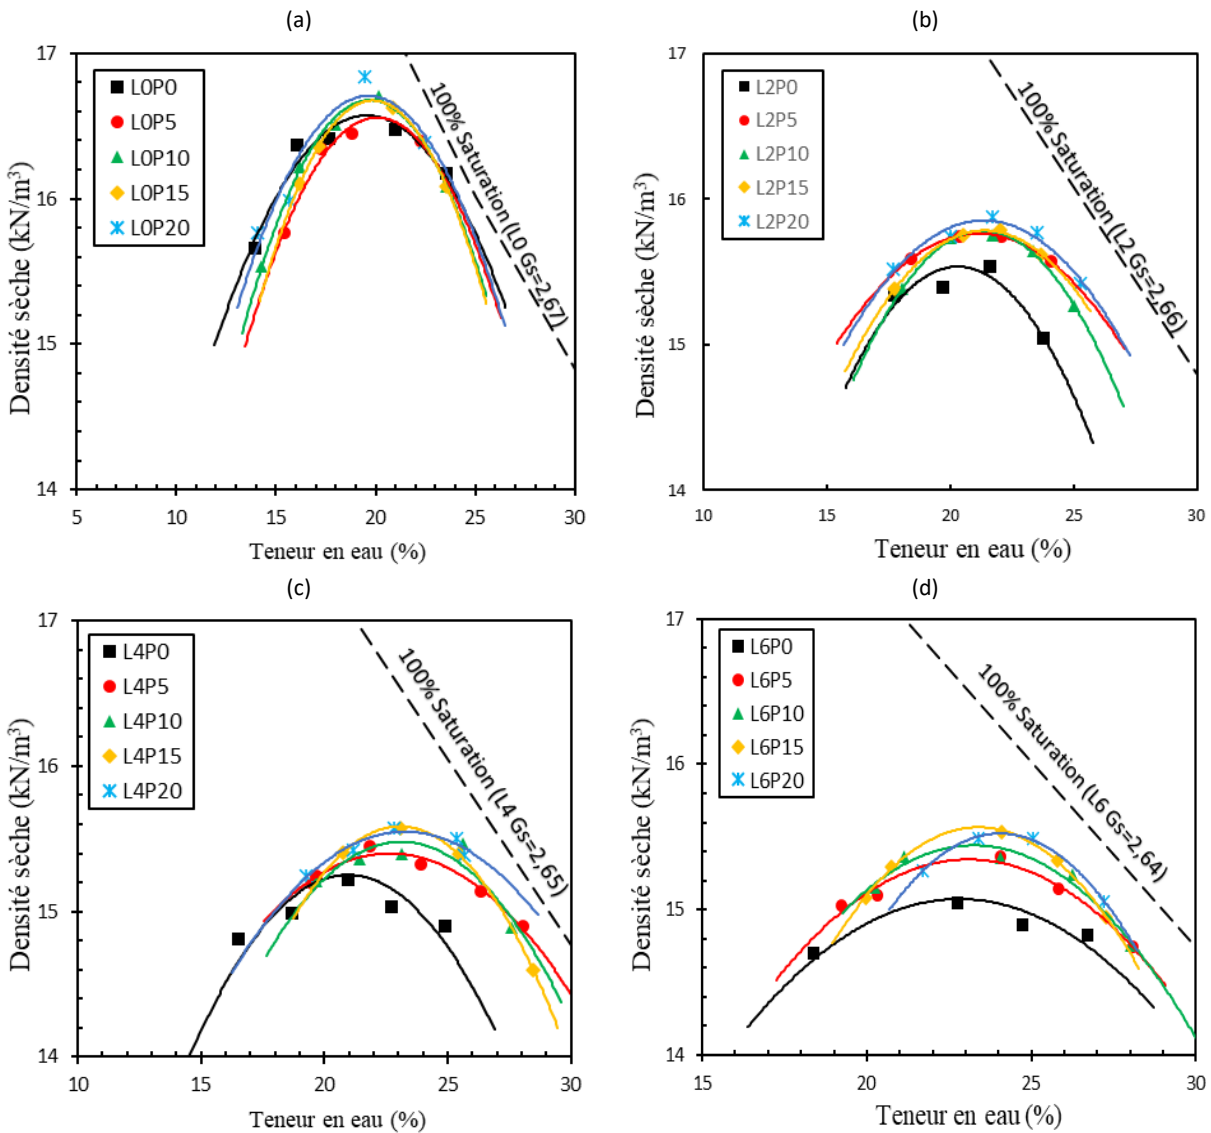 (a)
17
16
15
14
5
10
15
20
25
30
Densité sèche (kN/m³)
Teneur en eau (%)
L0P0
L0P5
L0P10
L0P15
L0P20
100% Saturation (L0 Gs=2,67)
(b)
17
16
15
14
10
15
20
25
30
Densité sèche (kN/m³)
Teneur en eau (%)
L2P0
L2P5
L2P10
L2P15
L2P20
100% Saturation (L2 Gs=2,66)
(c)
17
16
15
14
10
15
20
25
30
Densité sèche (kN/m³)
Teneur en eau (%)
L4P0
L4P5
L4P10
L4P15
L4P20
100% Saturation (L4 Gs=2,65)
(d)
17
16
15
14
15
20
25
30
Densité sèche (kN/m³)
Teneur en eau (%)
L6P0
L6P5
L6P10
L6P15
L6P20
100% Saturation (L6 Gs=2,64)